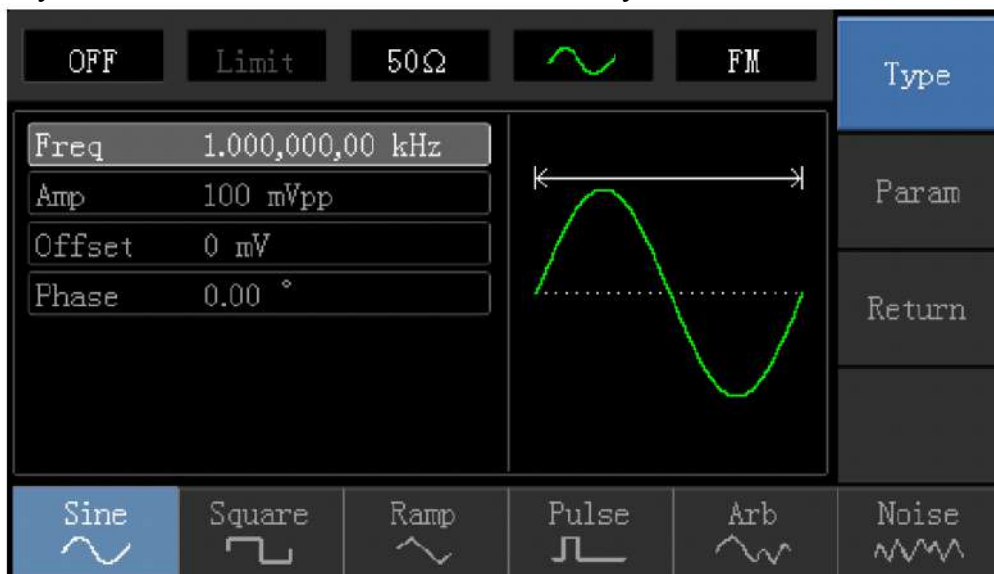 OFF Limit 50Ω FM
Type
Freq 1.000,000,00 kHz
Amp 100 mVpp
Offset 0 mV
Phase 0.00 °
Param
Return
Sine Square Ramp Pulse Arb Noise